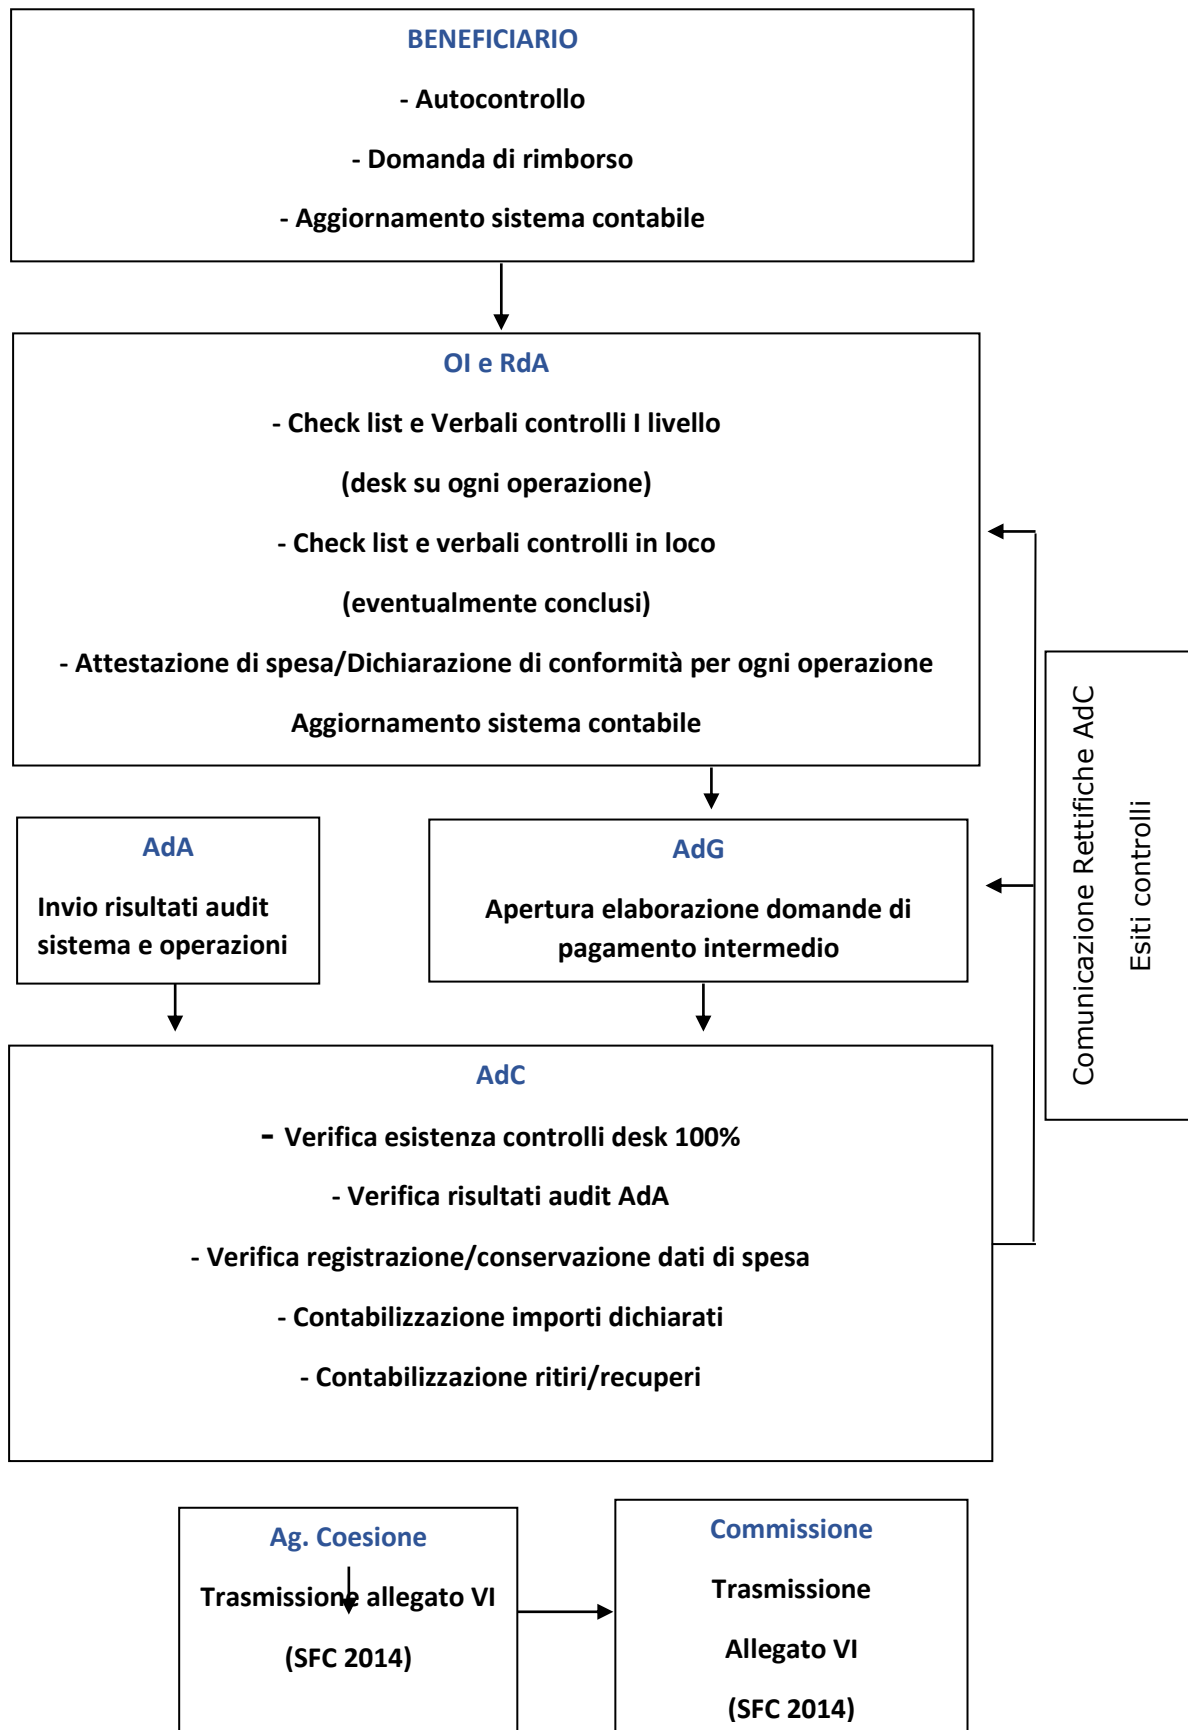 BENEFICIARIO
- Autocontrollo
- Domanda di rimborso
- Aggiornamento sistema contabile
OI e RdA
- Check list e Verbali controlli I livello
(desk su ogni operazione)
- Check list e verbali controlli in loco
(eventualmente conclusi)
- Attestazione di spesa/Dichiarazione di conformità per ogni operazione
Aggiornamento sistema contabile
Comunicazione Rettifiche AdC
Esiti controlli
AdA
Invio risultati audit
sistema e operazioni
AdG
Apertura elaborazione domande di
pagamento intermedio
AdC
- Verifica esistenza controlli desk 100%
- Verifica risultati audit AdA
- Verifica registrazione/conservazione dati di spesa
- Contabilizzazione importi dichiarati
- Contabilizzazione ritiri/recuperi
Ag. Coesione
Trasmissione allegato VI
(SFC 2014)
Commissione
Trasmissione
Allegato VI
(SFC 2014)